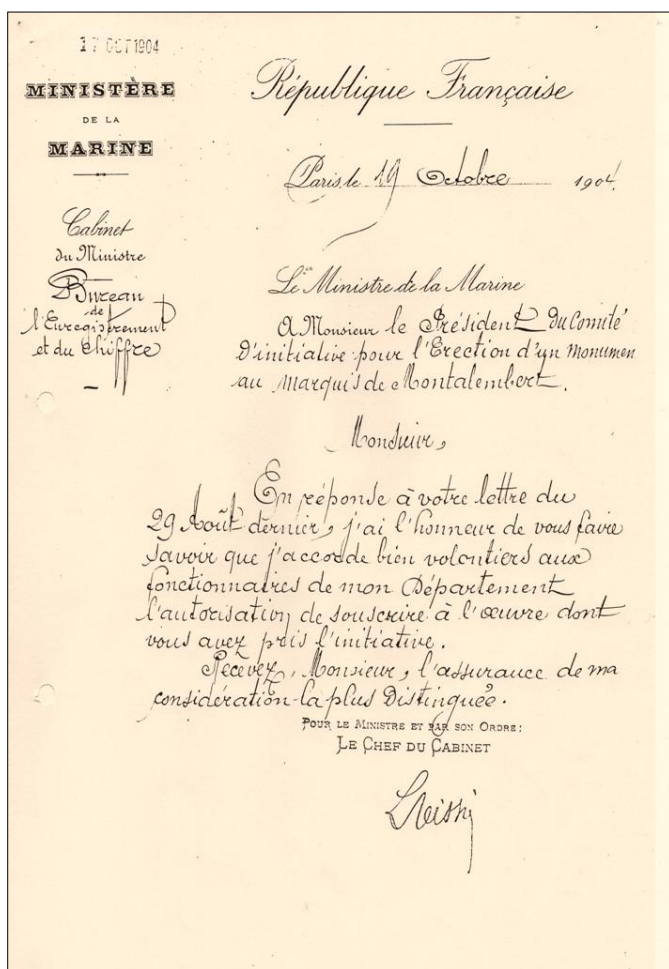 17 OCT 1904
MINISTÈRE
DE LA
MARINE
République Française
Paris, le 19 Octobre 1904.
Cabinet
du Ministre
Bureau
de
l'Enregistrement
et du Chiffre
Le Ministre de la Marine
A Monsieur le Président du Comité
D'initiative pour l'Erection d'un monumen
au Marquis de Montalembert.
Monsieur,
En réponse à votre lettre du
29 Août dernier, j'ai l'honneur de vous faire
savoir que j'accorde bien volontiers aux
fonctionnaires de mon Département
l'autorisation de souscrire à l'œuvre dont
vous avez pris l'initiative.
Recevez, Monsieur, l'assurance de ma
considération la plus Distinguée.
POUR LE MINISTRE ET PAR SON ORDRE:
LE CHEF DU CABINET